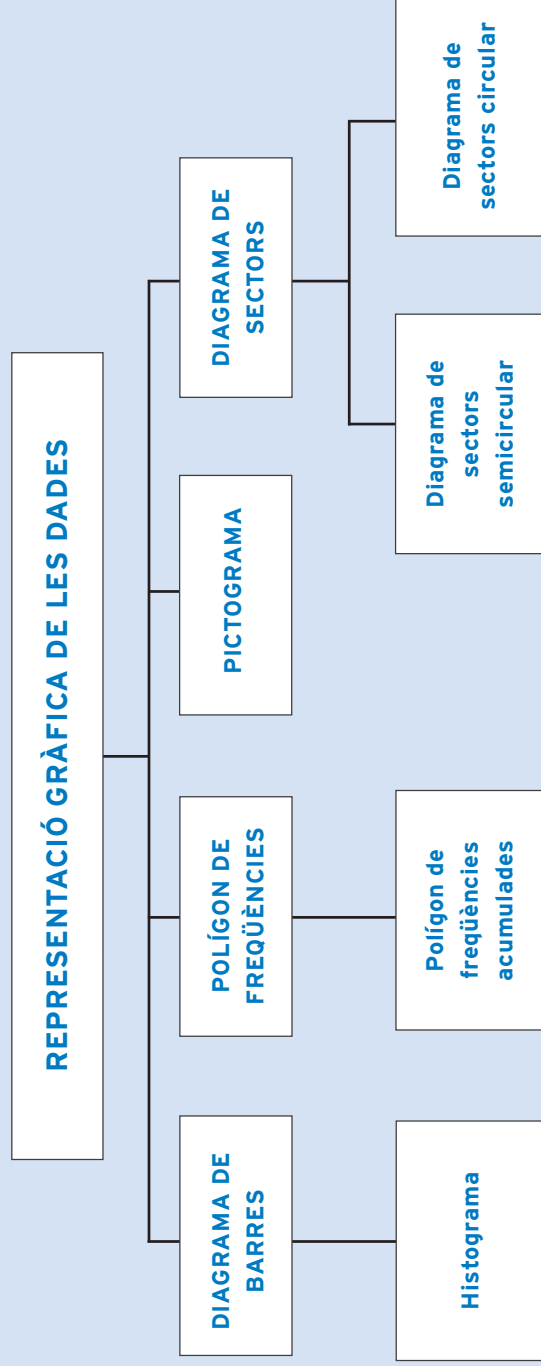 REPRESENTACIÓ GRÀFICA DE LES DADES
DIAGRAMA DE
BARRES
POLÍGON DE
FREQÜÈNCIES
PICTOGRAMA
DIAGRAMA DE
SECTORS
Histograma
Polígon de
freqüències
acumulades
Diagrama de
sectors
semicircular
Diagrama de
sectors circular